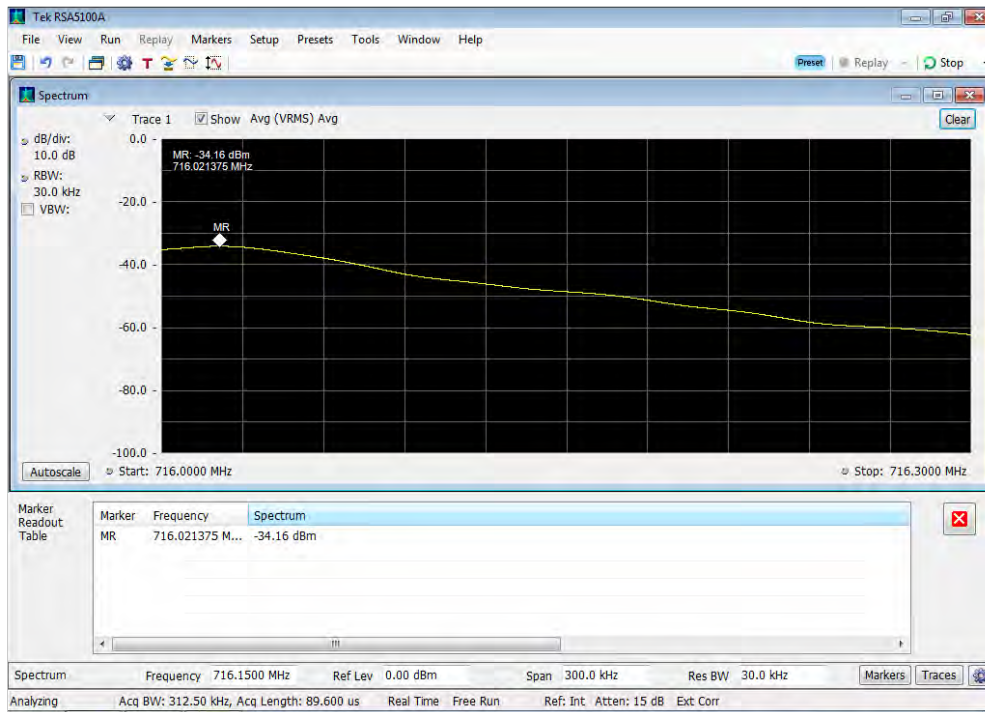 Tek RSA5100A
File View Run Replay Markers Setup Presets Tools Window Help
Preset Replay Stop
Spectrum
Trace 1 Show Avg (VRMS) Avg Clear
dB/div:
10.0 dB
RBW:
30.0 kHz
VBW:
0.0
-20.0
-40.0
-60.0
-80.0
-100.0
MR: -34.16 dBm
716.021375 MHz
MR
Autoscale Start: 716.0000 MHz Stop: 716.3000 MHz
Marker
Readout
Table
Marker Frequency Spectrum
MR 716.021375 M... -34.16 dBm
Spectrum Frequency 716.1500 MHz Ref Lev 0.00 dBm Span 300.0 kHz Res BW 30.0 kHz Markers Traces
Analyzing Acq BW: 312.50 kHz, Acq Length: 89.600 us Real Time Free Run Ref: Int Atten: 15 dB Ext Corr